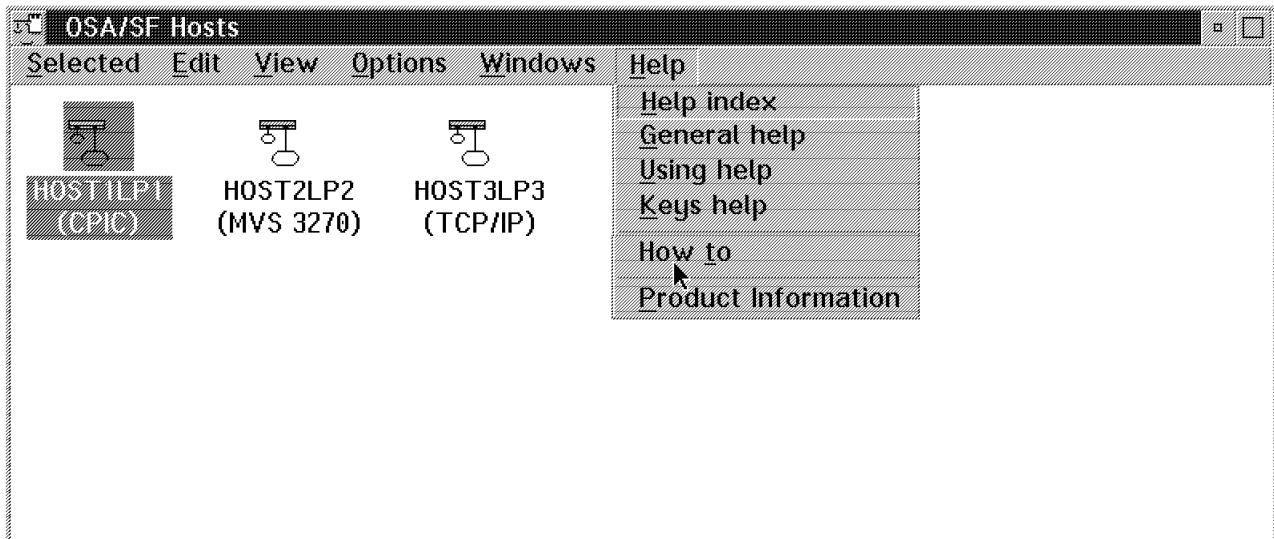 OSA/SF Hosts
Selected Edit View Options Windows Help
Help index
General help
Using help
Keys help
How to
Product Information
HOST1LP1
(CPIC)
HOST2LP2
(MVS 3270)
HOST3LP3
(TCP/IP)